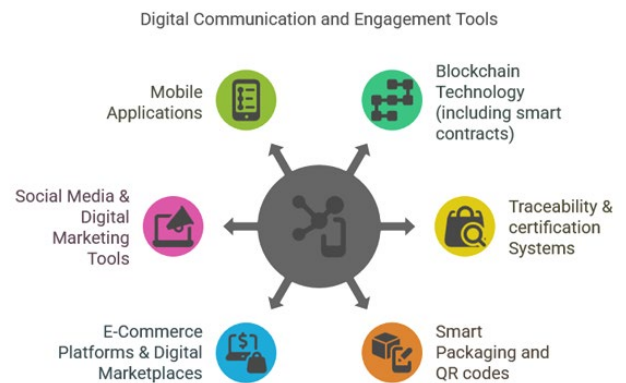 Digital Communication and Engagement Tools
Mobile
Applications
Blockchain
Technology
(including smart
contracts)
Social Media &
Digital
Marketing
Tools
Traceability &
certification
Systems
E-Commerce
Platforms & Digital
Marketplaces
Smart
Packaging and
QR codes